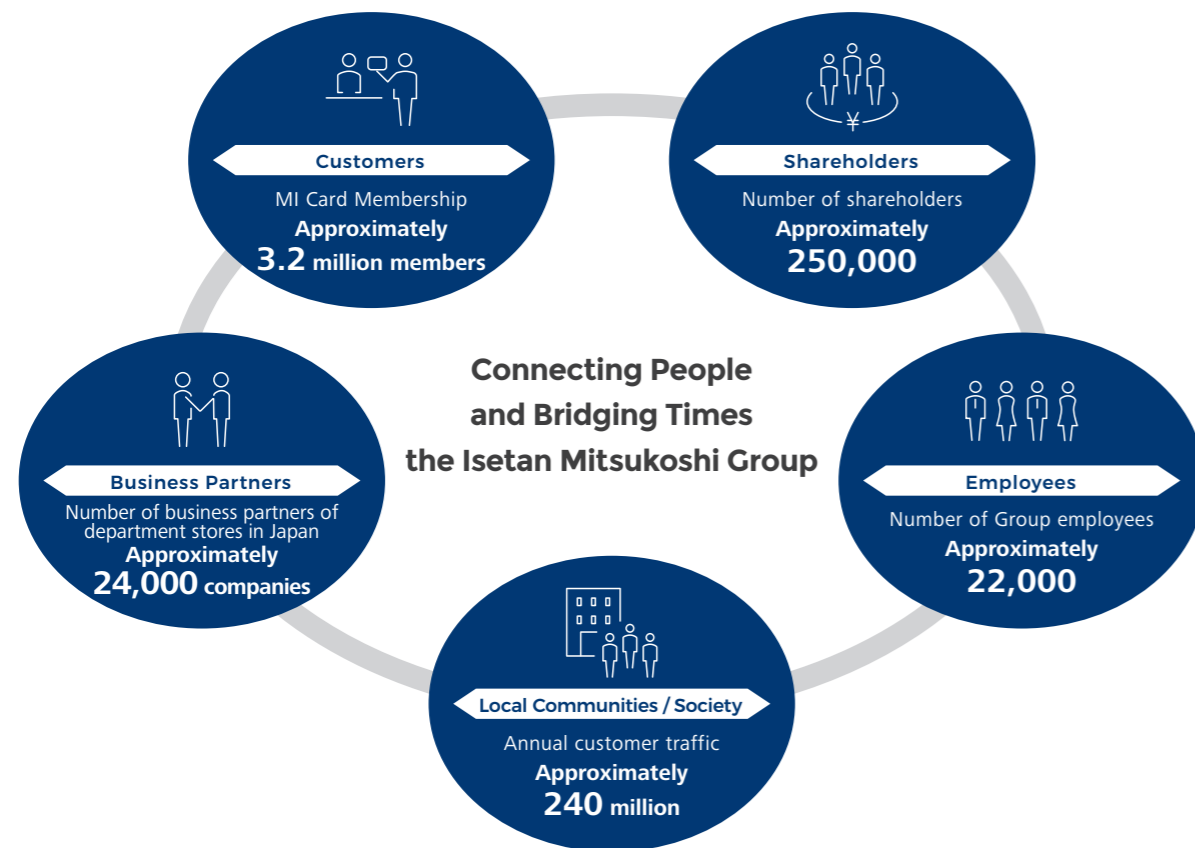 Customers
MI Card Membership
Approximately
3.2 million members
Shareholders
¥
Number of shareholders
Approximately
250,000
Connecting People
and Bridging Times
the Isetan Mitsukoshi Group
Business Partners
Number of business partners of
department stores in Japan
Approximately
24,000 companies
Employees
Number of Group employees
Approximately
22,000
Local Communities / Society
Annual customer traffic
Approximately
240 million